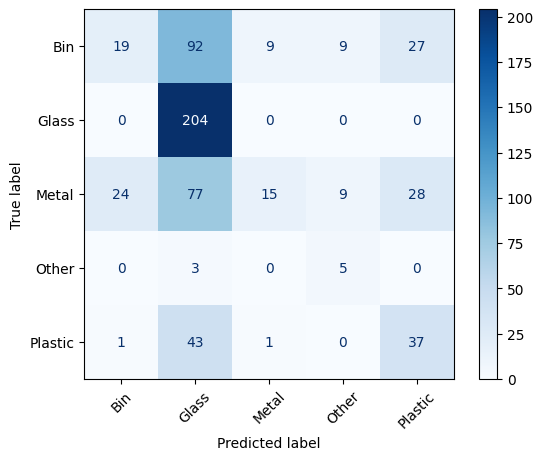 True label
Bin 19 92 9 9 27
Glass 0 204 0 0 0
Metal 24 77 15 9 28
Other 0 3 0 5 0
Plastic 1 43 1 0 37
Bin Glass Metal Other Plastic
Predicted label
200
175
150
125
100
75
50
25
0